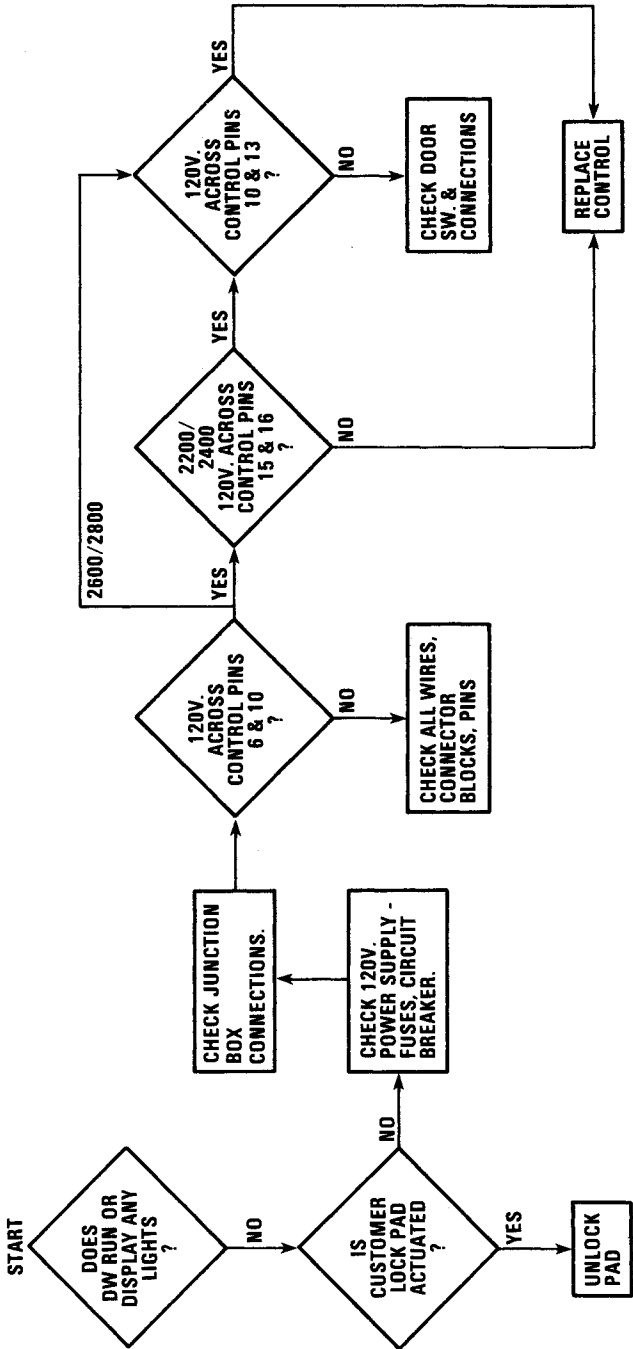 START
DOES
DW RUN OR
DISPLAY ANY
LIGHTS
?
NO
IS
CUSTOMER
LOCK PAD
ACTUATED
?
YES
UNLOCK
PAD
NO
CHECK 120V.
POWER SUPPLY -
FUSES, CIRCUIT
BREAKER.
CHECK JUNCTION
BOX
CONNECTIONS.
120V.
ACROSS
CONTROL PINS
6 & 10
?
NO
CHECK ALL WIRES,
CONNECTOR
BLOCKS, PINS
YES
2600/2800
2200/
2400
120V. ACROSS
CONTROL PINS
15 & 16
?
NO
YES
120V.
ACROSS
CONTROL PINS
10 & 13
?
NO
CHECK DOOR
SW. &
CONNECTIONS
YES
REPLACE
CONTROL